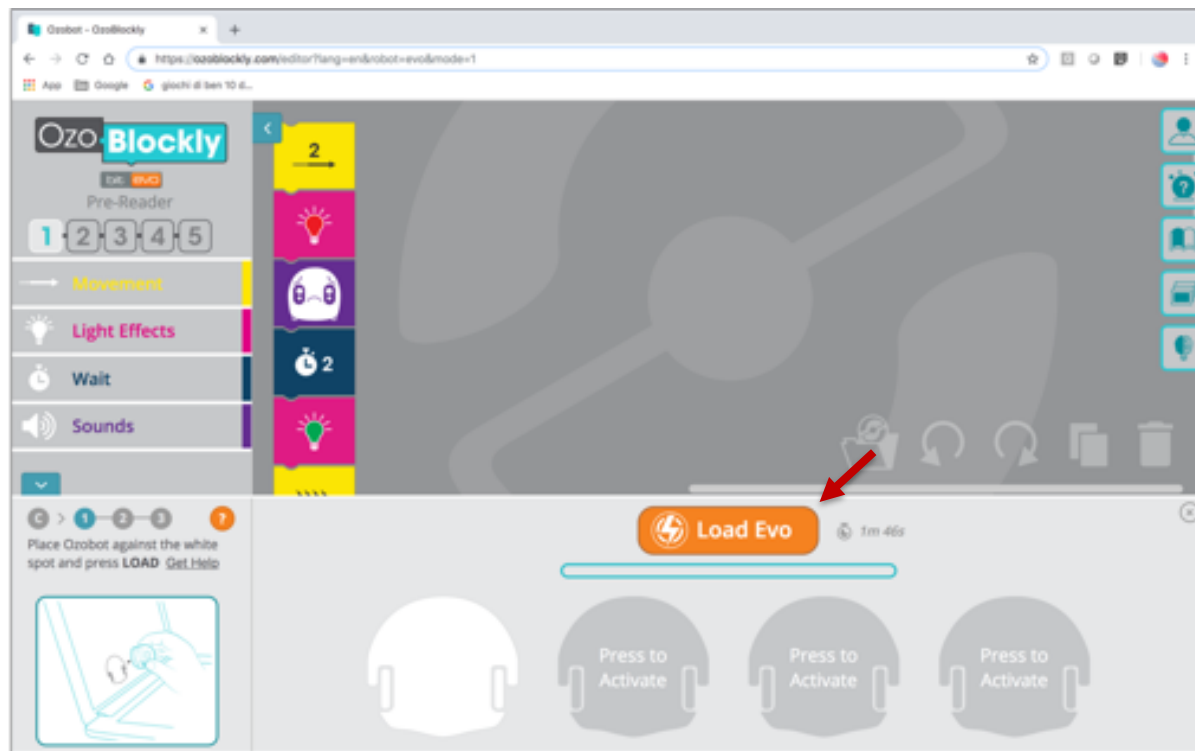 Ozobot - OzoBlockly
https://ozoblockly.com/editor?lang=en&robot=evo&mode=1
App Google giochi di ben 10 d...
Ozo Blockly
bit evo
Pre-Reader
1 2 3 4 5
Movement
Light Effects
Wait
Sounds
2
2
C > 1 2 3 ?
Place Ozobot against the white
spot and press LOAD Get Help
Load Evo
1m 46s
Press to
Activate
Press to
Activate
Press to
Activate